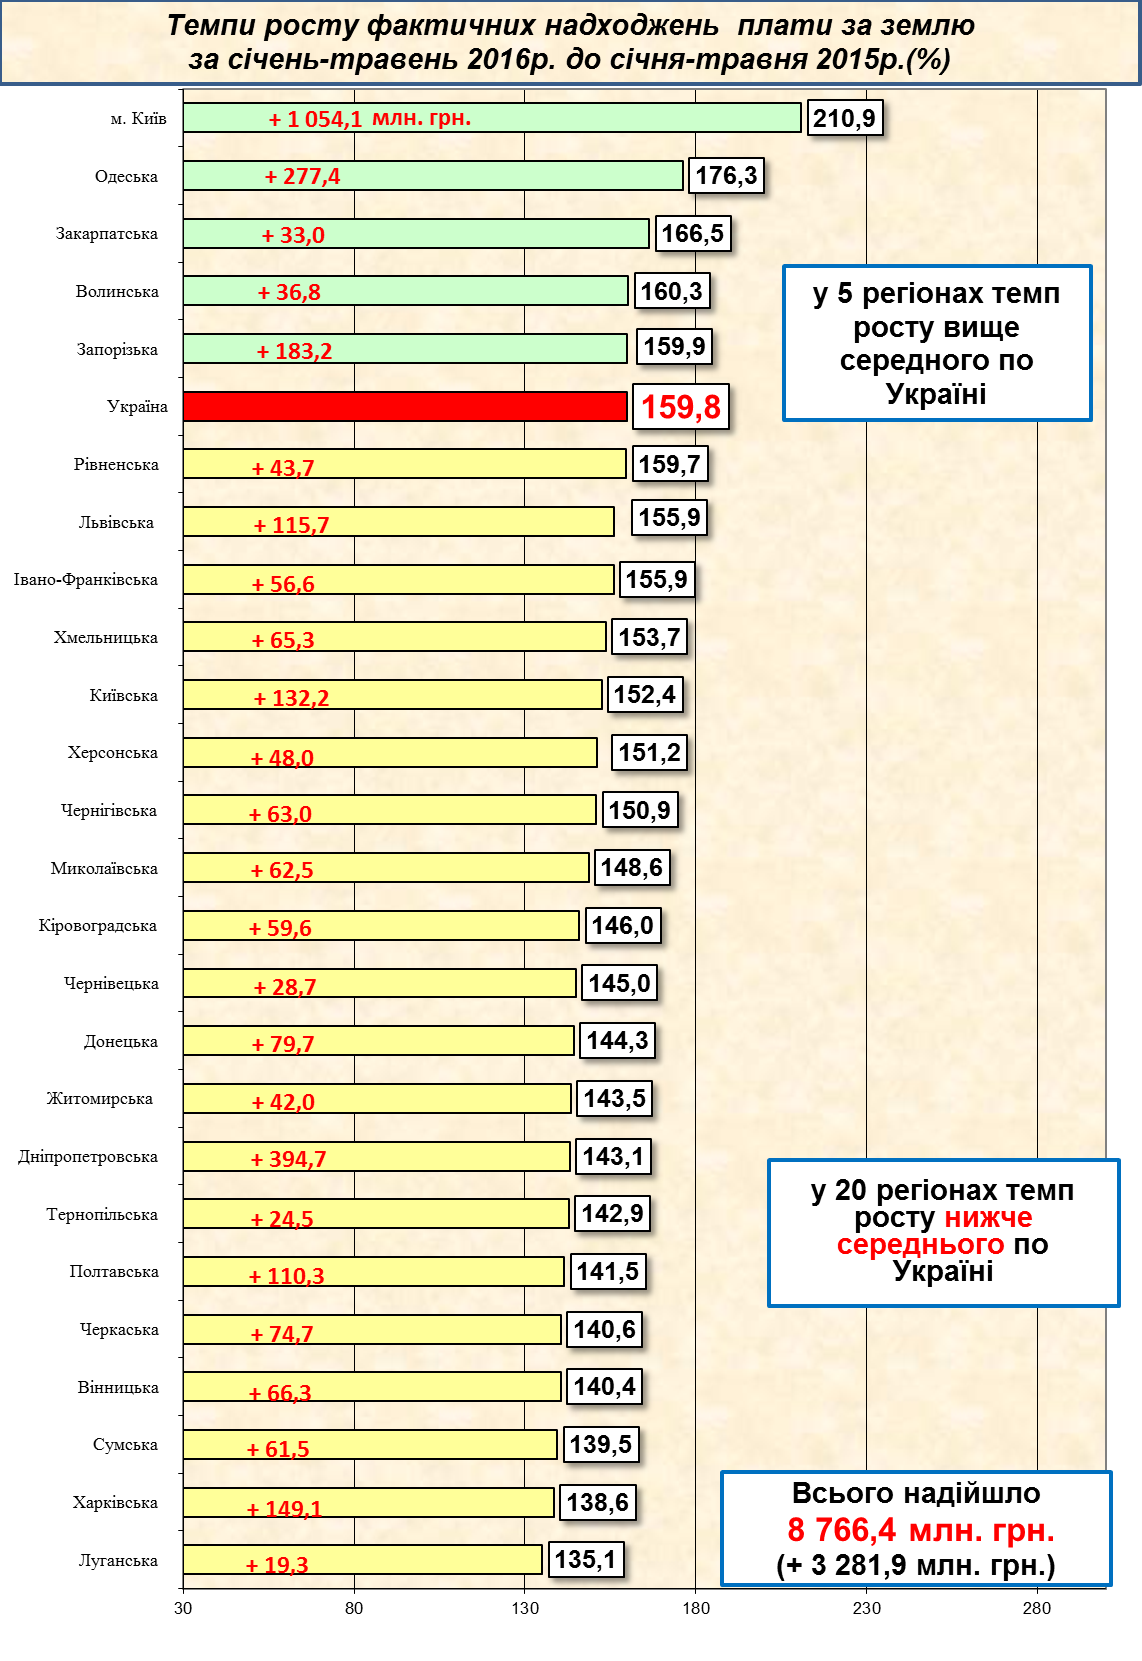 Темпи росту фактичних надходжень плати за землю
за січень-травень 2016р. до січня-травня 2015р.(%)
м. Київ + 1 054,1 млн. грн. 210,9
Одеська + 277,4 176,3
Закарпатська + 33,0 166,5
Волинська + 36,8 160,3
Запорізька + 183,2 159,9
у 5 регіонах темп
росту вище
середного по
Україні
Україна 159,8
Рівненська + 43,7 159,7
Львівська + 115,7 155,9
Івано-Франківська + 56,6 155,9
Хмельницька + 65,3 153,7
Київська + 132,2 152,4
Херсонська + 48,0 151,2
Чернігівська + 63,0 150,9
Миколаївська + 62,5 148,6
Кіровоградська + 59,6 146,0
Чернівецька + 28,7 145,0
Донецька + 79,7 144,3
Житомирська + 42,0 143,5
Дніпропетровська + 394,7 143,1
Тернопільська + 24,5 142,9
у 20 регіонах темп
росту нижче
середнього по
Україні
Полтавська + 110,3 141,5
Черкаська + 74,7 140,6
Вінницька + 66,3 140,4
Сумська + 61,5 139,5
Харківська + 149,1 138,6
Луганська + 19,3 135,1
Всього надійшло
8 766,4 млн. грн.
(+ 3 281,9 млн. грн.)
30 80 130 180 230 280